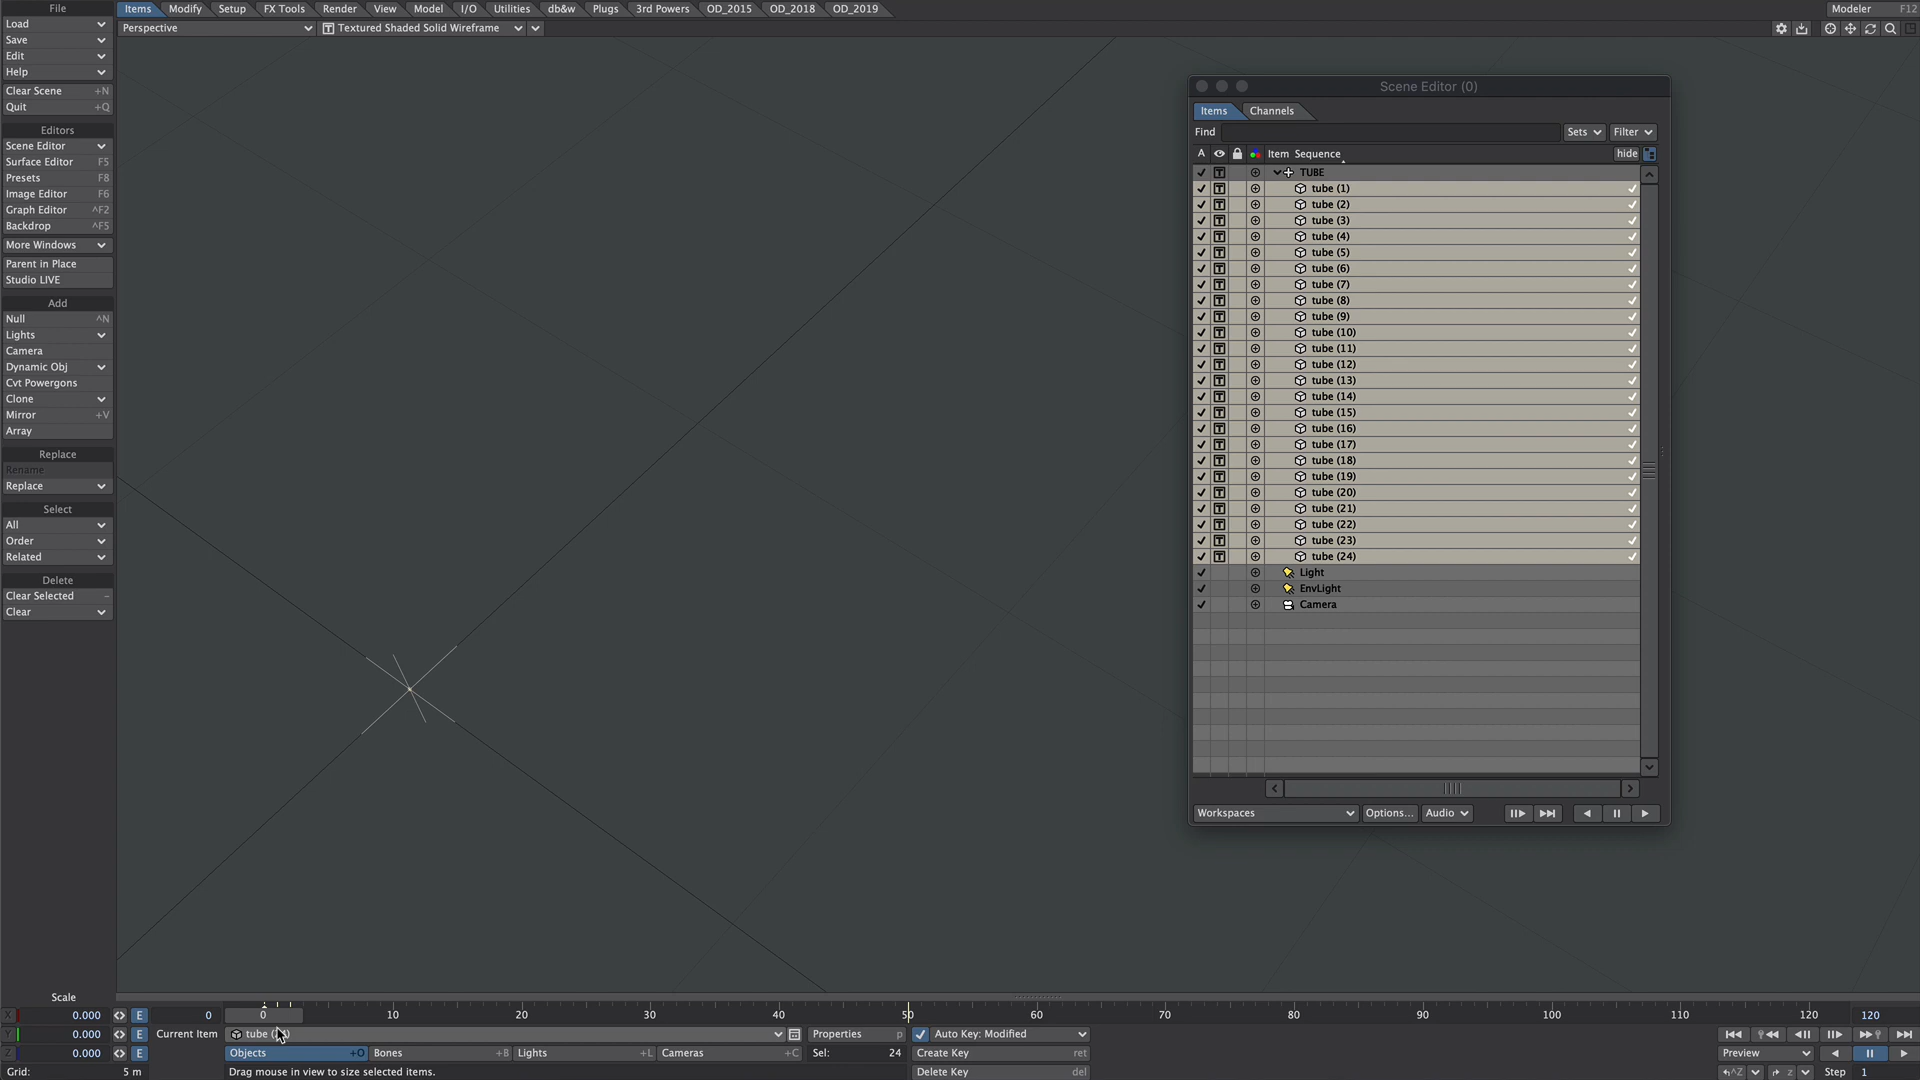 File Items Modify Setup FX Tools Render View Model I/O Utilities db&w Plugs 3rd Powers OD_2015 OD_2018 OD_2019 Modeler F12
Load Perspective Textured Shaded Solid Wireframe
Save
Edit
Help
Clear Scene +N
Quit +Q
Editors
Scene Editor
Surface Editor F5
Presets F8
Image Editor F6
Graph Editor ^F2
Backdrop ^F5
More Windows
Parent in Place
Studio LIVE
Add
Null ^N
Lights
Camera
Dynamic Obj
Cvt Powergons
Clone
Mirror +V
Array
Replace
Rename
Replace
Select
All
Order
Related
Delete
Clear Selected –
Clear
Scene Editor (0)
Items Channels
Find Sets Filter
A Item Sequence hide
TUBE
tube (1)
tube (2)
tube (3)
tube (4)
tube (5)
tube (6)
tube (7)
tube (8)
tube (9)
tube (10)
tube (11)
tube (12)
tube (13)
tube (14)
tube (15)
tube (16)
tube (17)
tube (18)
tube (19)
tube (20)
tube (21)
tube (22)
tube (23)
tube (24)
Light
EnvLight
Camera
Workspaces Options... Audio
Scale
X 0.000 E 0 0 10 20 30 40 50 60 70 80 90 100 110 120 120
Y 0.000 E Current Item tube Properties p Auto Key: Modified
Z 0.000 E Objects +O Bones +B Lights +L Cameras +C Sel: 24 Create Key ret Preview
Grid: 5 m Drag mouse in view to size selected items. Delete Key del ^Z z Step 1